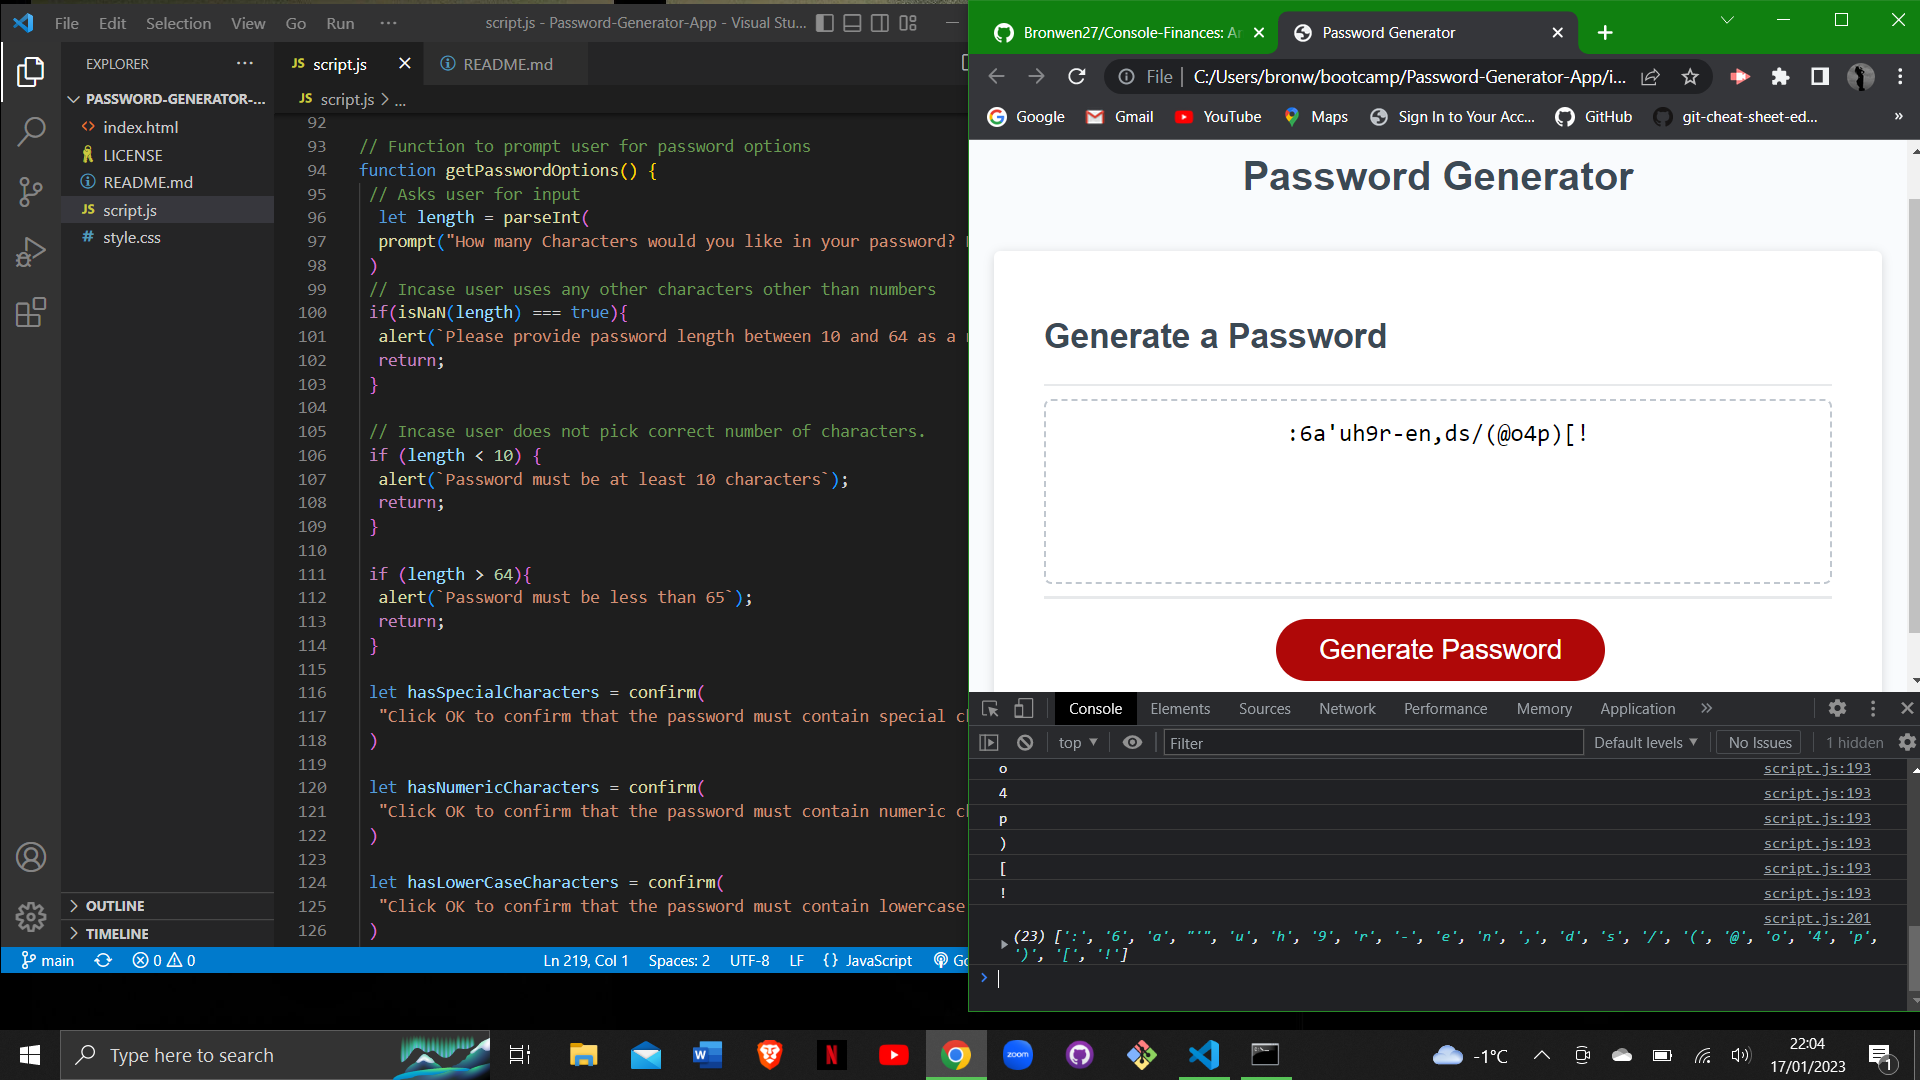 File Edit Selection View Go Run ··· script.js - Password-Generator-App - Visual Stu...
EXPLORER ···
PASSWORD-GENERATOR-...
index.html
LICENSE
README.md
JS script.js
# style.css
OUTLINE
TIMELINE
JS script.js README.md
JS script.js > ...
92
93 // Function to prompt user for password options
94 function getPasswordOptions() {
95 // Asks user for input
96 let length = parseInt(
97 prompt("How many Characters would you like in your password?
98 )
99 // Incase user uses any other characters other than numbers
100 if(isNaN(length) === true){
101 alert(`Please provide password length between 10 and 64 as a
102 return;
103 }
104
105 // Incase user does not pick correct number of characters.
106 if (length < 10) {
107 alert(`Password must be at least 10 characters`);
108 return;
109 }
110
111 if (length > 64){
112 alert(`Password must be less than 65`);
113 return;
114 }
115
116 let hasSpecialCharacters = confirm(
117 "Click OK to confirm that the password must contain special c
118 )
119
120 let hasNumericCharacters = confirm(
121 "Click OK to confirm that the password must contain numeric c
122 )
123
124 let hasLowerCaseCharacters = confirm(
125 "Click OK to confirm that the password must contain lowercase
126 )
main 0 0 Ln 219, Col 1 Spaces: 2 UTF-8 LF {} JavaScript Go
Bronwen27/Console-Finances: Ar Password Generator
File | C:/Users/bronw/bootcamp/Password-Generator-App/i...
Google Gmail YouTube Maps Sign In to Your Acc... GitHub git-cheat-sheet-ed... »
Password Generator
Generate a Password
:6a'uh9r-en,ds/(@o4p)[!
Generate Password
Console Elements Sources Network Performance Memory Application »
top Filter Default levels No Issues 1 hidden
o script.js:193
4 script.js:193
p script.js:193
) script.js:193
[ script.js:193
! script.js:193
script.js:201
(23) [':', '6', 'a', "'", 'u', 'h', '9', 'r', '-', 'e', 'n', ',', 'd', 's', '/', '(', '@', 'o', '4', 'p',
')', '[', '!']
>
Type here to search W N zoom -1°C 22:04
17/01/2023 1